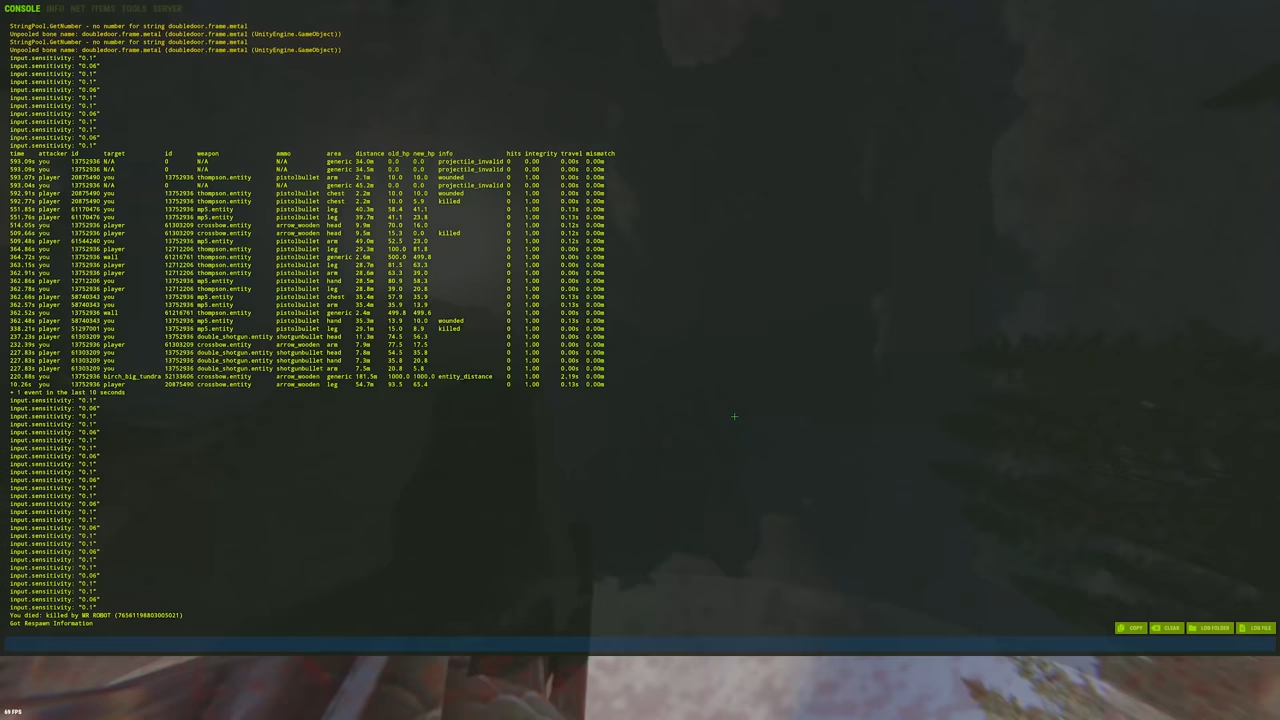 CONSOLE INFO NET ITEMS TOOLS SERVER
StringPool.GetNumber - no number for string doubledoor.frame.metal
Unpooled bone name: doubledoor.frame.metal (doubledoor.frame.metal (UnityEngine.GameObject))
StringPool.GetNumber - no number for string doubledoor.frame.metal
Unpooled bone name: doubledoor.frame.metal (doubledoor.frame.metal (UnityEngine.GameObject))
input.sensitivity: "0.1"
input.sensitivity: "0.06"
input.sensitivity: "0.1"
input.sensitivity: "0.1"
input.sensitivity: "0.06"
input.sensitivity: "0.1"
input.sensitivity: "0.1"
input.sensitivity: "0.06"
input.sensitivity: "0.1"
input.sensitivity: "0.1"
input.sensitivity: "0.06"
input.sensitivity: "0.1"
time attacker id target id weapon ammo area distance old_hp new_hp info hits integrity travel mismatch
593.09s you 13752936 N/A 0 N/A N/A generic 34.0m 0.0 0.0 projectile_invalid 0 0.00 0.00s 0.00m
593.09s you 13752936 N/A 0 N/A N/A generic 34.5m 0.0 0.0 projectile_invalid 0 0.00 0.00s 0.00m
593.07s player 20875490 you 13752936 thompson.entity pistolbullet arm 2.1m 10.0 10.0 wounded 0 1.00 0.00s 0.00m
593.04s you 13752936 N/A 0 N/A N/A generic 45.2m 0.0 0.0 projectile_invalid 0 0.00 0.00s 0.00m
592.91s player 20875490 you 13752936 thompson.entity pistolbullet chest 2.2m 10.0 10.0 wounded 0 1.00 0.00s 0.00m
592.77s player 20875490 you 13752936 thompson.entity pistolbullet chest 2.2m 10.0 5.9 killed 0 1.00 0.00s 0.00m
551.83s player 61170476 you 13752936 mp5.entity pistolbullet leg 40.3m 58.4 41.1 0 1.00 0.13s 0.00m
551.76s player 61170476 you 13752936 mp5.entity pistolbullet leg 39.7m 41.1 23.8 0 1.00 0.13s 0.00m
514.05s you 13752936 player 61303209 crossbow.entity arrow_wooden head 9.9m 70.0 16.0 0 1.00 0.12s 0.00m
509.66s you 13752936 player 61303209 crossbow.entity arrow_wooden head 9.5m 15.3 0.0 killed 0 1.00 0.12s 0.00m
509.48s player 61544240 you 13752936 mp5.entity pistolbullet arm 49.0m 52.5 23.0 0 1.00 0.12s 0.00m
364.86s you 13752936 player 12712206 thompson.entity pistolbullet leg 29.3m 100.0 81.8 0 1.00 0.00s 0.00m
364.72s you 13752936 wall 61216761 thompson.entity pistolbullet generic 2.6m 500.0 499.8 0 1.00 0.00s 0.00m
363.15s you 13752936 player 12712206 thompson.entity pistolbullet leg 28.7m 81.5 63.3 0 1.00 0.00s 0.00m
362.91s you 13752936 player 12712206 thompson.entity pistolbullet arm 28.6m 63.3 39.0 0 1.00 0.00s 0.00m
362.86s player 12712206 you 13752936 mp5.entity pistolbullet hand 28.5m 80.9 58.3 0 1.00 0.00s 0.00m
362.78s you 13752936 player 12712206 thompson.entity pistolbullet leg 28.8m 39.0 20.8 0 1.00 0.00s 0.00m
362.66s player 58740343 you 13752936 mp5.entity pistolbullet chest 35.4m 57.9 35.9 0 1.00 0.13s 0.00m
362.57s player 58740343 you 13752936 mp5.entity pistolbullet arm 35.4m 35.9 13.9 0 1.00 0.13s 0.00m
362.52s you 13752936 wall 61216761 thompson.entity pistolbullet generic 2.4m 499.8 499.6 0 1.00 0.00s 0.00m
362.48s player 58740343 you 13752936 mp5.entity pistolbullet hand 35.3m 13.9 10.0 wounded 0 1.00 0.13s 0.00m
338.21s player 51297001 you 13752936 mp5.entity pistolbullet leg 29.1m 15.0 8.9 killed 0 1.00 0.00s 0.00m
237.23s player 61303209 you 13752936 double_shotgun.entity shotgunbullet head 11.3m 74.5 56.3 0 1.00 0.00s 0.00m
232.39s you 13752936 player 61303209 crossbow.entity arrow_wooden arm 7.9m 77.5 17.5 0 1.00 0.00s 0.00m
227.83s player 61303209 you 13752936 double_shotgun.entity shotgunbullet head 7.8m 54.5 35.8 0 1.00 0.00s 0.00m
227.83s player 61303209 you 13752936 double_shotgun.entity shotgunbullet hand 7.3m 35.8 20.8 0 1.00 0.00s 0.00m
227.83s player 61303209 you 13752936 double_shotgun.entity shotgunbullet arm 7.5m 20.8 5.8 0 1.00 0.00s 0.00m
220.88s you 13752936 birch_big_tundra 52133606 crossbow.entity arrow_wooden generic 181.5m 1000.0 1000.0 entity_distance 0 1.00 2.19s 0.00m
10.26s you 13752936 player 20875490 crossbow.entity arrow_wooden leg 54.7m 93.5 65.4 0 1.00 0.13s 0.00m
+ 1 event in the last 10 seconds
input.sensitivity: "0.1"
input.sensitivity: "0.06"
input.sensitivity: "0.1"
input.sensitivity: "0.1"
input.sensitivity: "0.06"
input.sensitivity: "0.1"
input.sensitivity: "0.1"
input.sensitivity: "0.06"
input.sensitivity: "0.1"
input.sensitivity: "0.1"
input.sensitivity: "0.06"
input.sensitivity: "0.1"
input.sensitivity: "0.1"
input.sensitivity: "0.06"
input.sensitivity: "0.1"
input.sensitivity: "0.1"
input.sensitivity: "0.06"
input.sensitivity: "0.1"
input.sensitivity: "0.1"
input.sensitivity: "0.06"
input.sensitivity: "0.1"
input.sensitivity: "0.1"
input.sensitivity: "0.06"
input.sensitivity: "0.1"
input.sensitivity: "0.1"
input.sensitivity: "0.06"
input.sensitivity: "0.1"
You died: killed by MR ROBOT (76561198803005021)
Got Respawn Information
COPY CLEAR LOG FOLDER LOG FILE
69 FPS